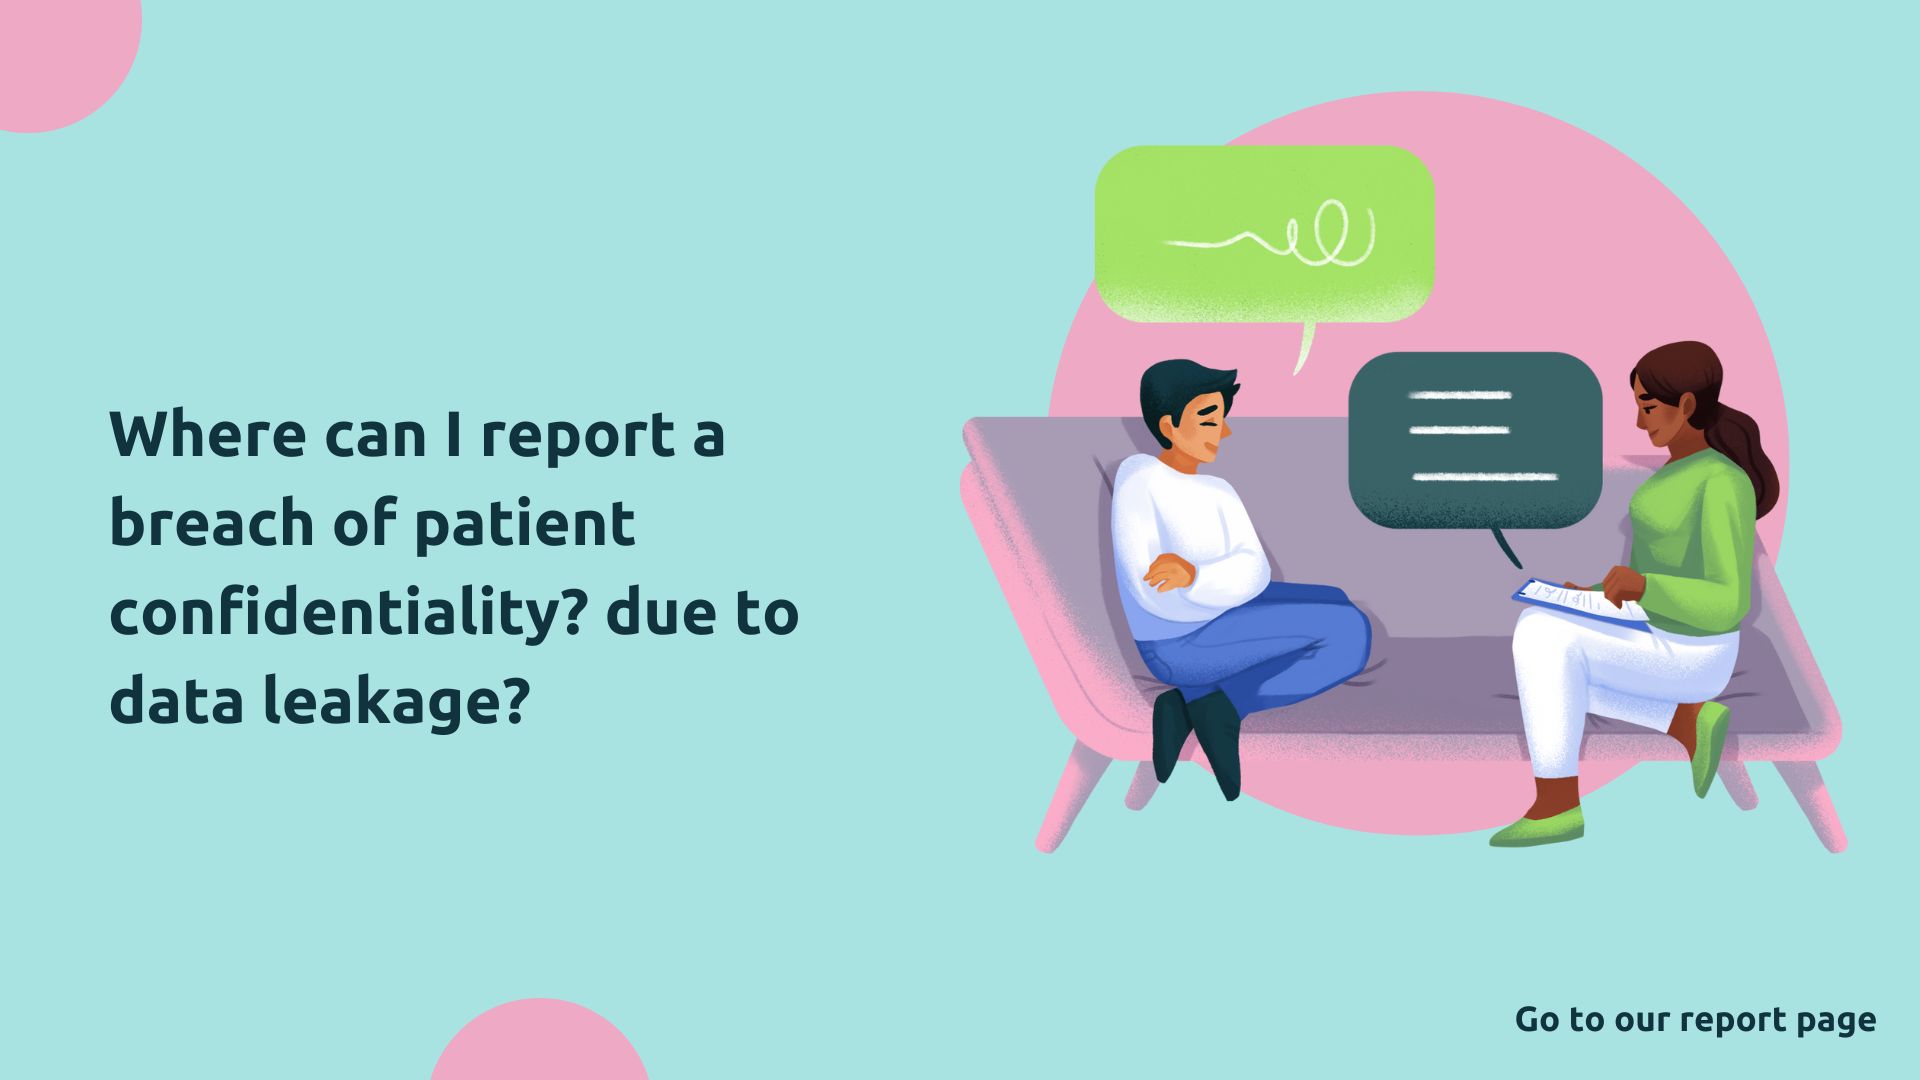 Where can I report a
breach of patient
confidentiality? due to
data leakage?
Go to our report page